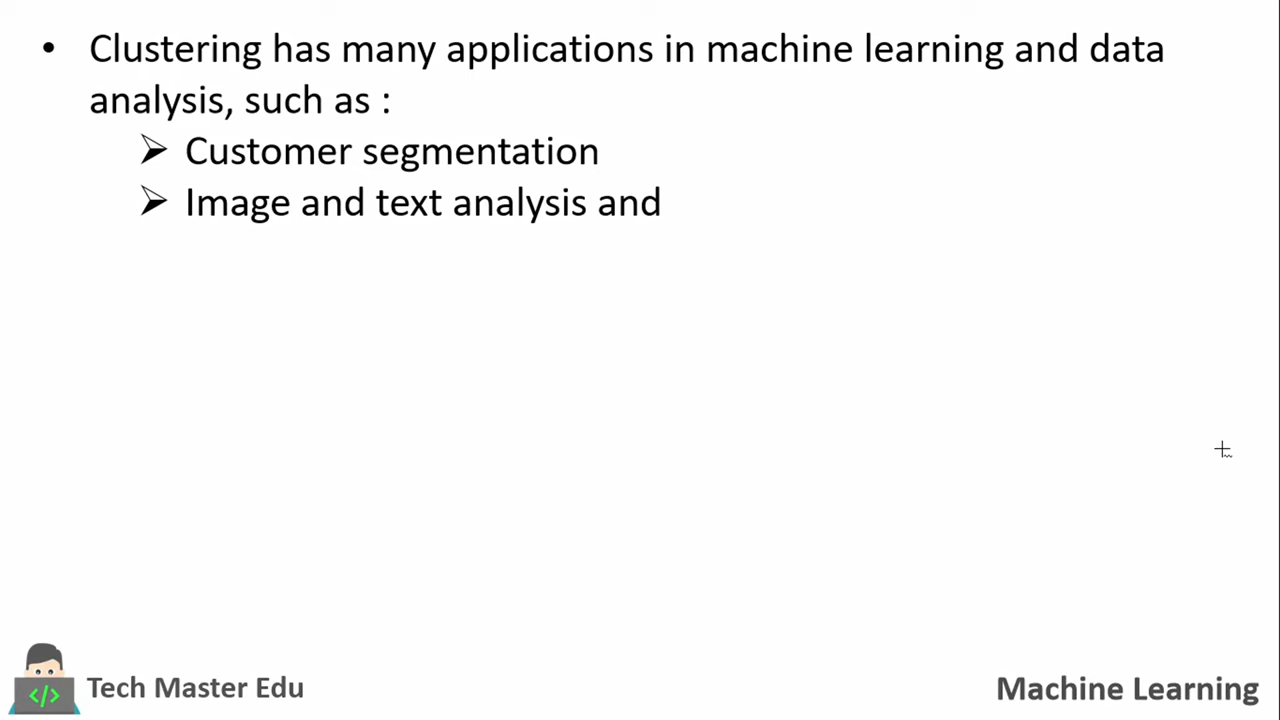 • Clustering has many applications in machine learning and data
analysis, such as :
➢ Customer segmentation
➢ Image and text analysis and
</> Tech Master Edu
Machine Learning